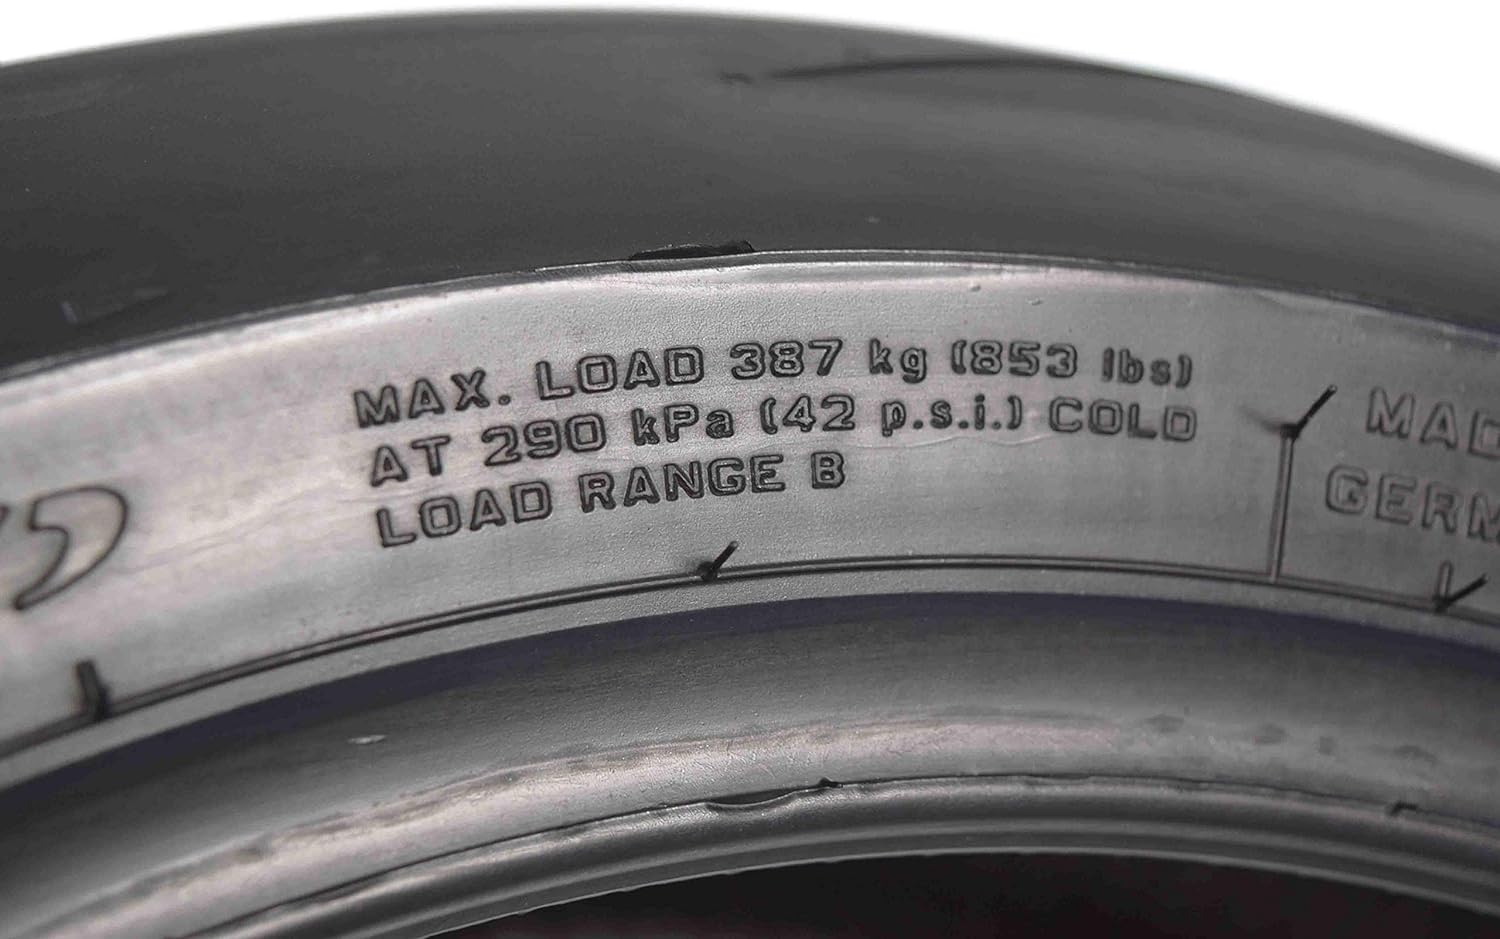 MAX. LOAD 387 kg (853 lbs)
AT 290 kPa (42 p.s.i.) COLD
LOAD RANGE B